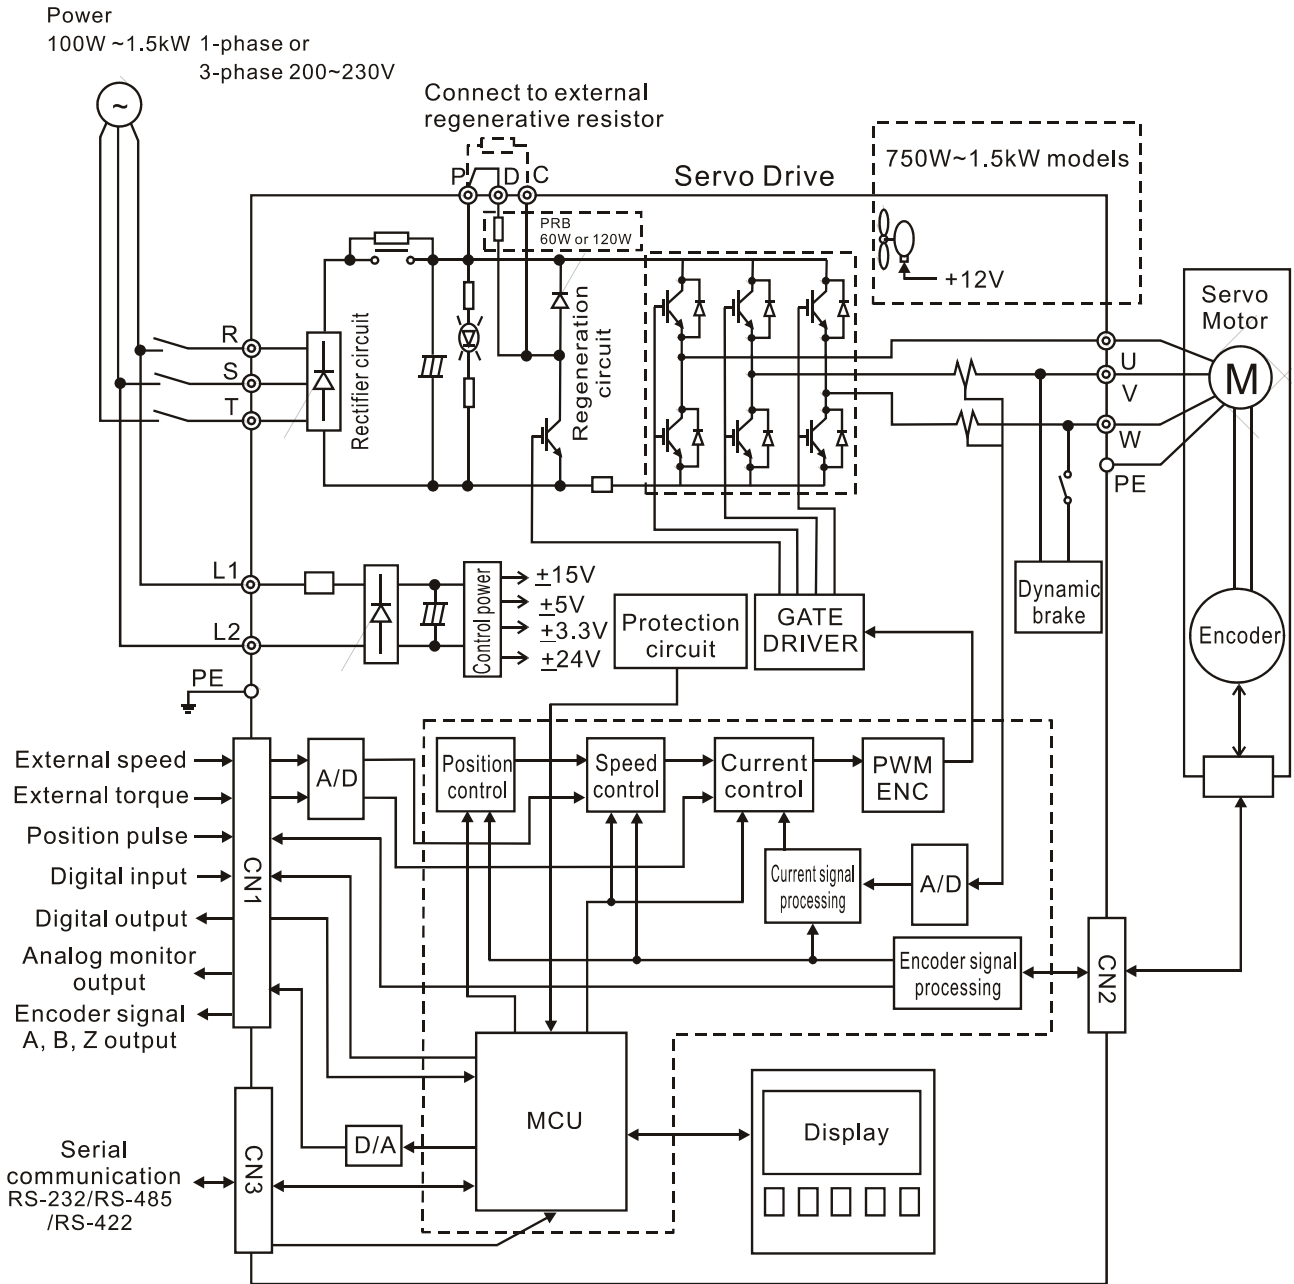 Power
100W ~1.5kW 1-phase or
3-phase 200~230V
~
Connect to external
regenerative resistor
P
D
C
Servo Drive
750W~1.5kW models
+12V
PRB
60W or 120W
Rectifier circuit
Regeneration
circuit
R
S
T
U
V
W
PE
Servo
Motor
M
Encoder
Dynamic
brake
L1
L2
PE
Control power
+15V
+5V
+3.3V
+24V
Protection
circuit
GATE
DRIVER
External speed
External torque
Position pulse
Digital input
Digital output
Analog monitor
output
Encoder signal
A, B, Z output
CN1
A/D
Position
control
Speed
control
Current
control
PWM
ENC
Current signal
processing
A/D
Encoder signal
processing
CN2
MCU
D/A
Display
Serial
communication
RS-232/RS-485
/RS-422
CN3